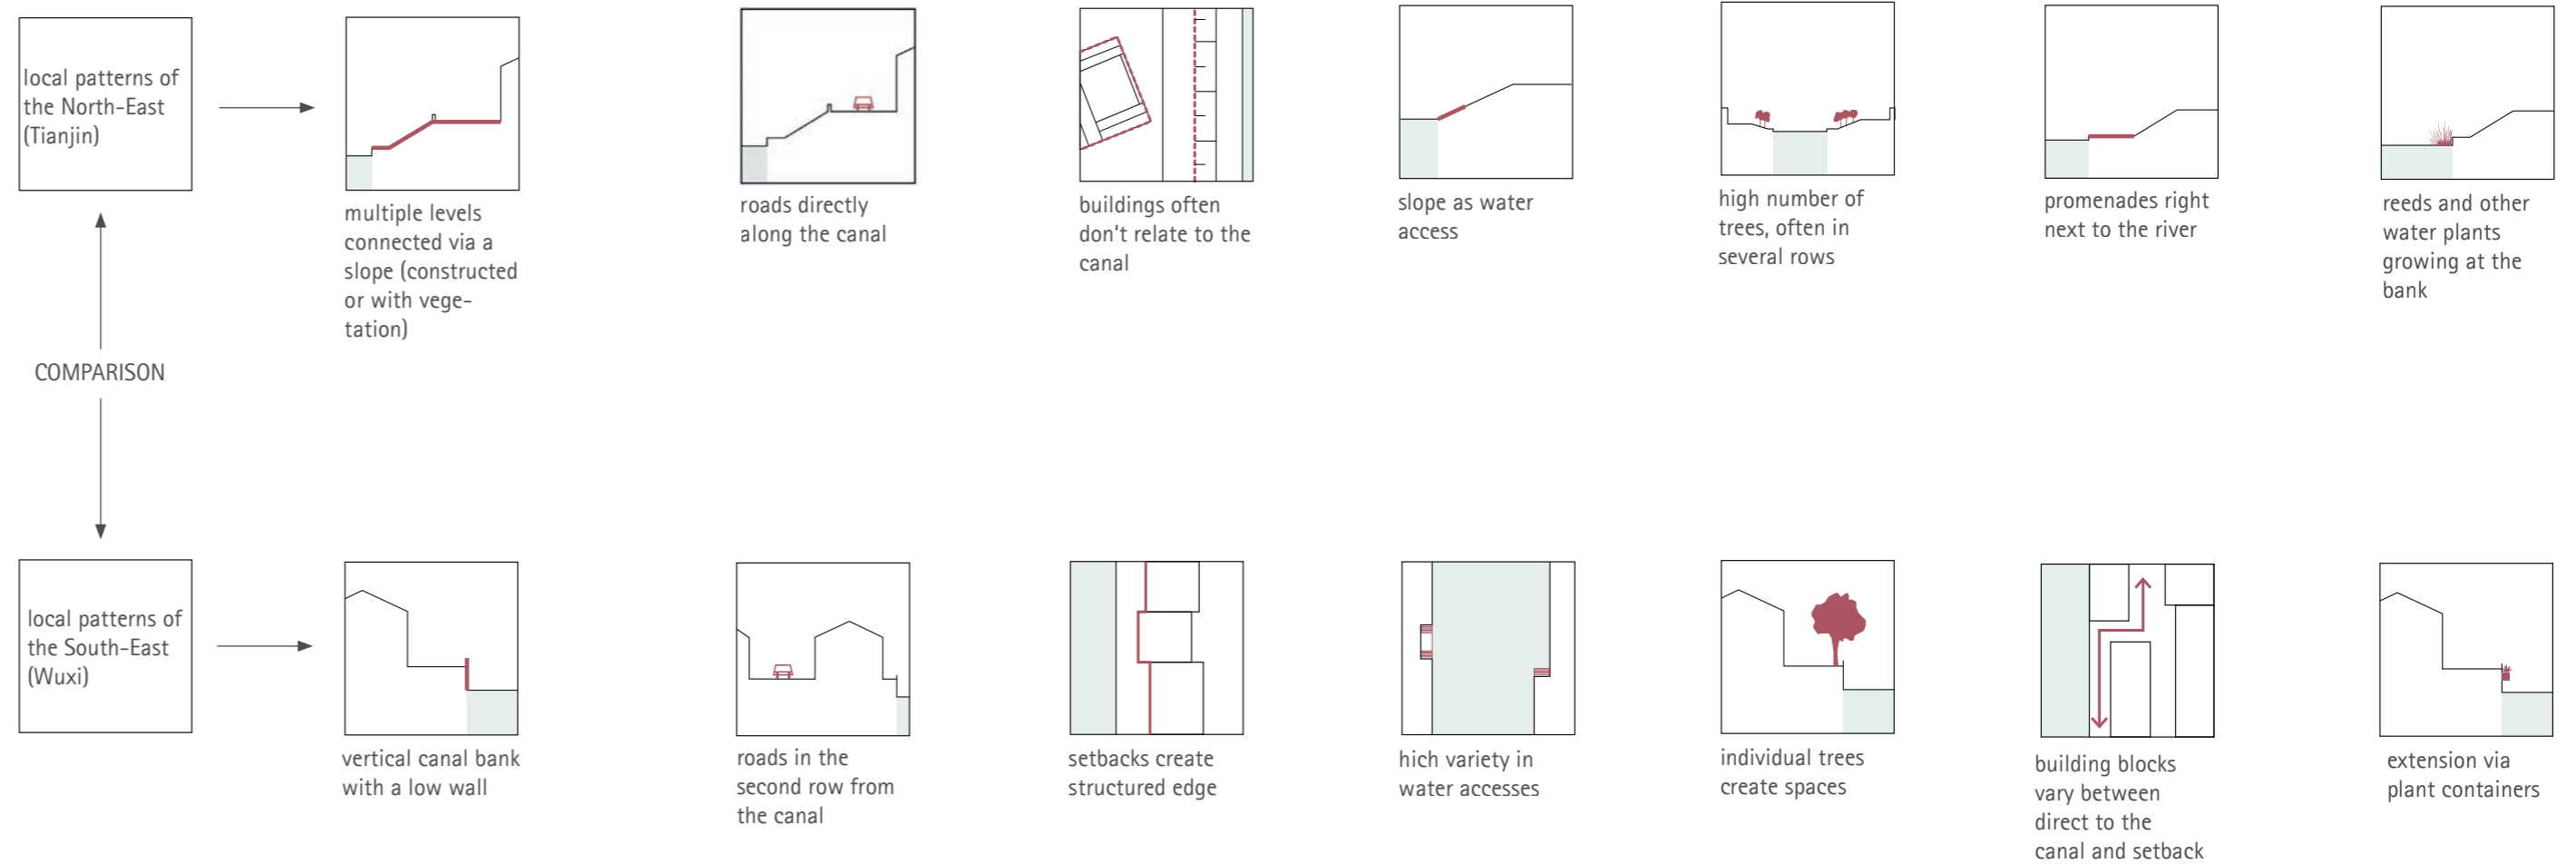 local patterns of
the North-East
(Tianjin)
multiple levels
connected via a
slope (constructed
or with vege-
tation)
roads directly
along the canal
buildings often
don't relate to the
canal
slope as water
access
high number of
trees, often in
several rows
promenades right
next to the river
reeds and other
water plants
growing at the
bank
COMPARISON
local patterns of
the South-East
(Wuxi)
vertical canal bank
with a low wall
roads in the
second row from
the canal
setbacks create
structured edge
hich variety in
water accesses
individual trees
create spaces
building blocks
vary between
direct to the
canal and setback
extension via
plant containers